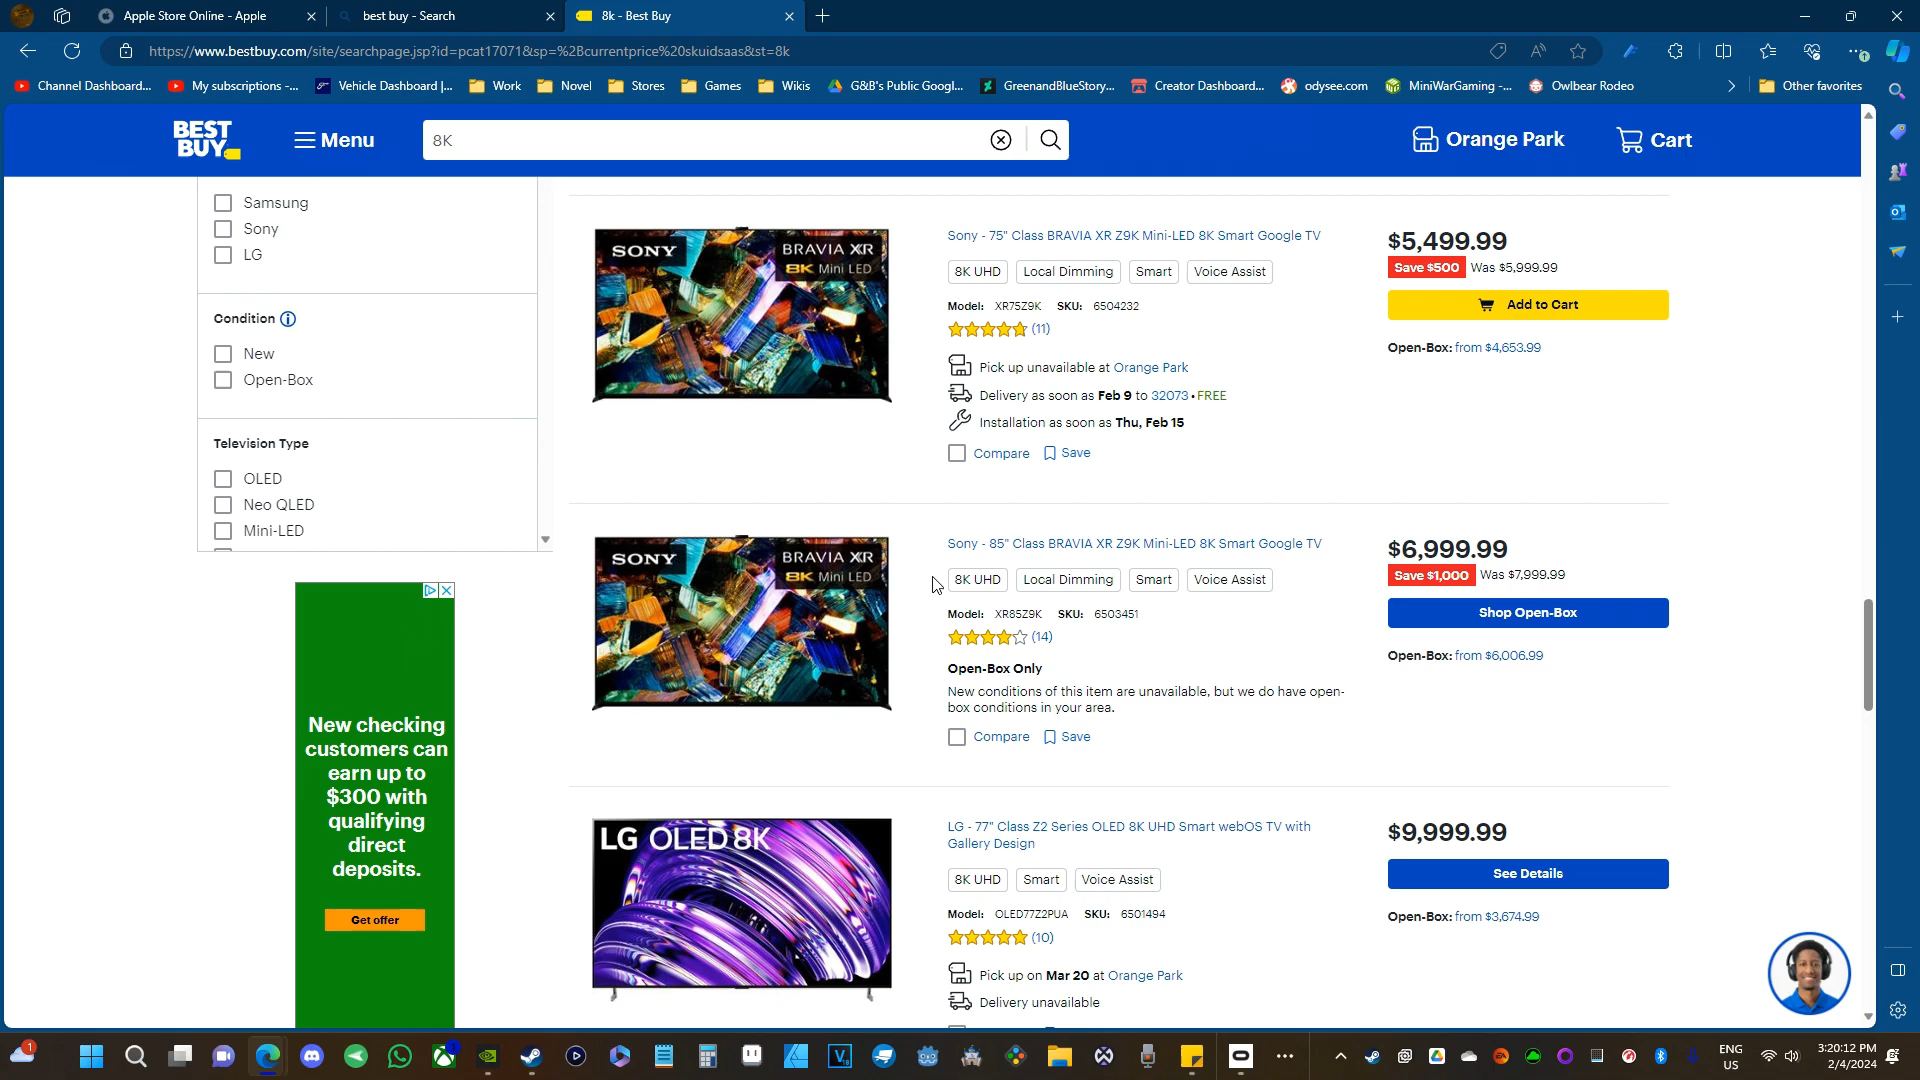 Apple Store Online - Apple
best buy - Search
8k - Best Buy
https://www.bestbuy.com/site/searchpage.jsp?id=pcat17071&sp=%2Bcurrentprice%20skuidsaas&st=8k
Channel Dashboard...
My subscriptions -...
Vehicle Dashboard |...
Work
Novel
Stores
Games
Wikis
G&B's Public Googl...
GreenandBlueStory...
Creator Dashboard...
odysee.com
MiniWarGaming -...
Owlbear Rodeo
Other favorites
BEST BUY
Menu
8K
Orange Park
Cart
Samsung
Sony
LG
Condition
New
Open-Box
Television Type
OLED
Neo QLED
Mini-LED
New checking
customers can
earn up to
$300 with
qualifying
direct
deposits.
Get offer
SONY
BRAVIA XR
8K Mini LED
Sony - 75" Class BRAVIA XR Z9K Mini-LED 8K Smart Google TV
8K UHD
Local Dimming
Smart
Voice Assist
Model: XR75Z9K SKU: 6504232
(11)
Pick up unavailable at Orange Park
Delivery as soon as Feb 9 to 32073 • FREE
Installation as soon as Thu, Feb 15
Compare
Save
$5,499.99
Save $500 Was $5,999.99
Add to Cart
Open-Box: from $4,653.99
SONY
BRAVIA XR
8K Mini LED
Sony - 85" Class BRAVIA XR Z9K Mini-LED 8K Smart Google TV
8K UHD
Local Dimming
Smart
Voice Assist
Model: XR85Z9K SKU: 6503451
(14)
Open-Box Only
New conditions of this item are unavailable, but we do have open-
box conditions in your area.
Compare
Save
$6,999.99
Save $1,000 Was $7,999.99
Shop Open-Box
Open-Box: from $6,006.99
LG OLED 8K
LG - 77" Class Z2 Series OLED 8K UHD Smart webOS TV with
Gallery Design
8K UHD
Smart
Voice Assist
Model: OLED77Z2PUA SKU: 6501494
(10)
Pick up on Mar 20 at Orange Park
Delivery unavailable
$9,999.99
See Details
Open-Box: from $3,674.99
1
ENG
US
3:20:12 PM
2/4/2024